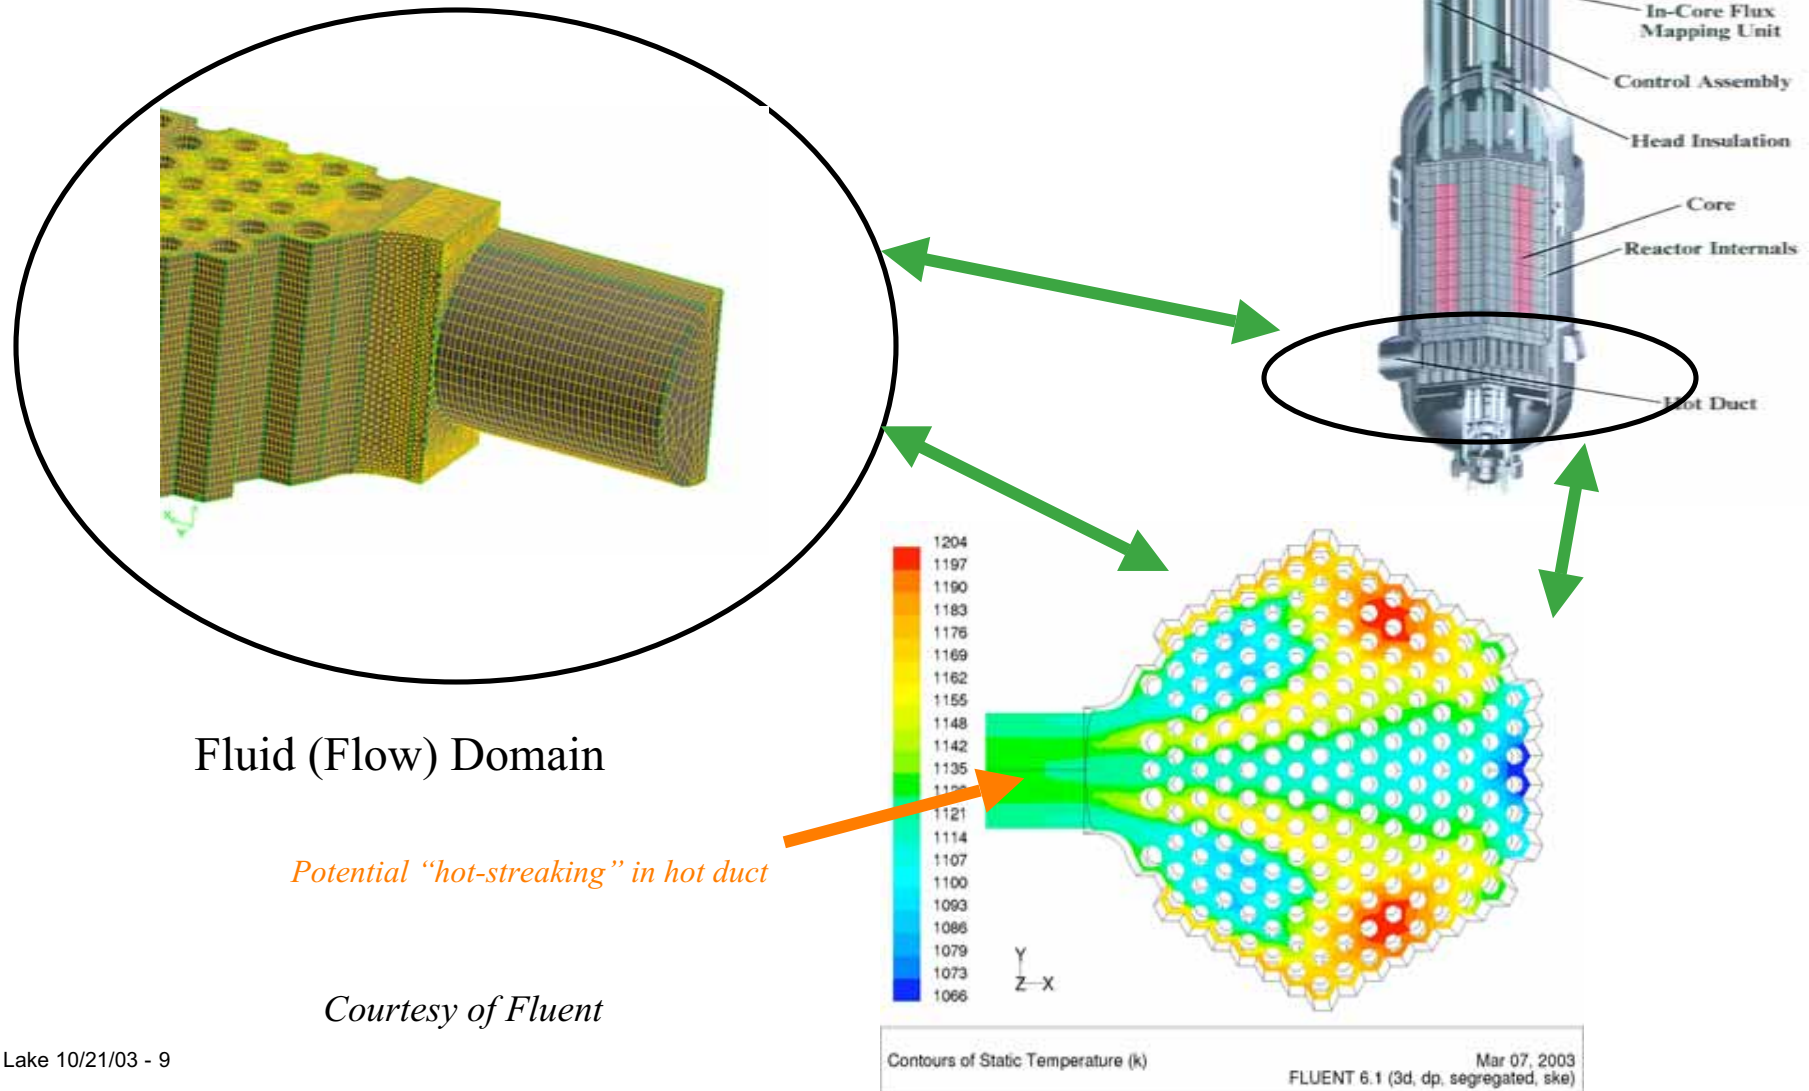 In-Core Flux
Mapping Unit
Control Assembly
Head Insulation
Core
Reactor Internals
Hot Duct
Fluid (Flow) Domain
Potential “hot-streaking” in hot duct
Courtesy of Fluent
Lake 10/21/03 - 9
1204
1197
1190
1183
1176
1169
1162
1155
1148
1142
1135
1121
1114
1107
1100
1093
1086
1079
1073
1066
Y
Z X
Contours of Static Temperature (k)
Mar 07, 2003
FLUENT 6.1 (3d, dp, segregated, ske)